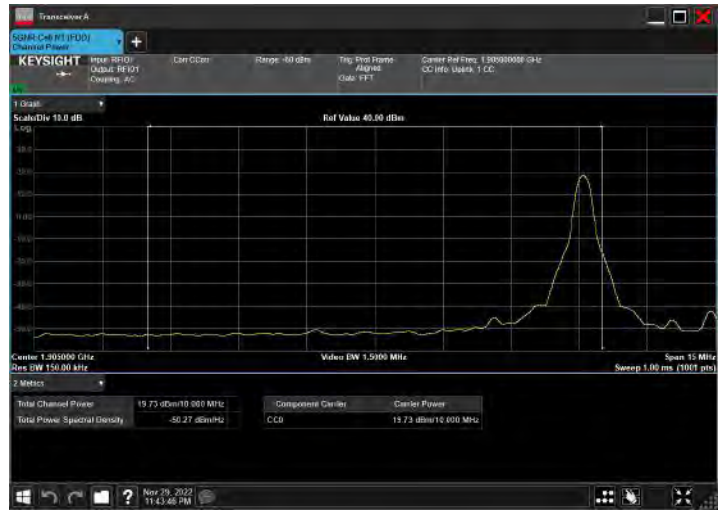 Transceiver A
5GNR Cell N1 (FDD)
Channel Power
+
KEYSIGHT
Input: RFIO1
Output: RFIO1
Coupling: AC
Corr CCorr
Range: -60 dBm
Trig: Prot Frame
Aligned
Gate: FFT
Carrier Ref Freq: 1.905000000 GHz
CC Info: Uplink, 1 CC
1 Graph
Scale/Div 10.0 dB
Ref Value 40.00 dBm
Log
Center 1.905000 GHz
Video BW 1.5000 MHz
Span 15 MHz
Res BW 150.00 kHz
Sweep 1.00 ms (1001 pts)
2 Metrics
Total Channel Power
19.73 dBm/10.000 MHz
Total Power Spectral Density
-50.27 dBm/Hz
Component Carrier
Carrier Power
CC0
19.73 dBm/10.000 MHz
?
Nov 29, 2022
11:43:46 PM